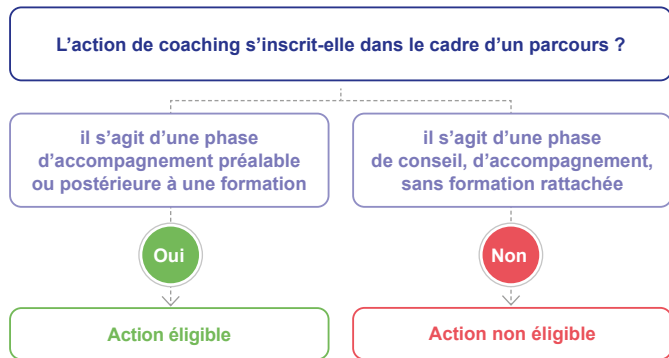 L’action de coaching s’inscrit-elle dans le cadre d’un parcours ?
il s’agit d’une phase
d’accompagnement préalable
ou postérieure à une formation
il s’agit d’une phase
de conseil, d’accompagnement,
sans formation rattachée
Oui
Non
Action éligible
Action non éligible